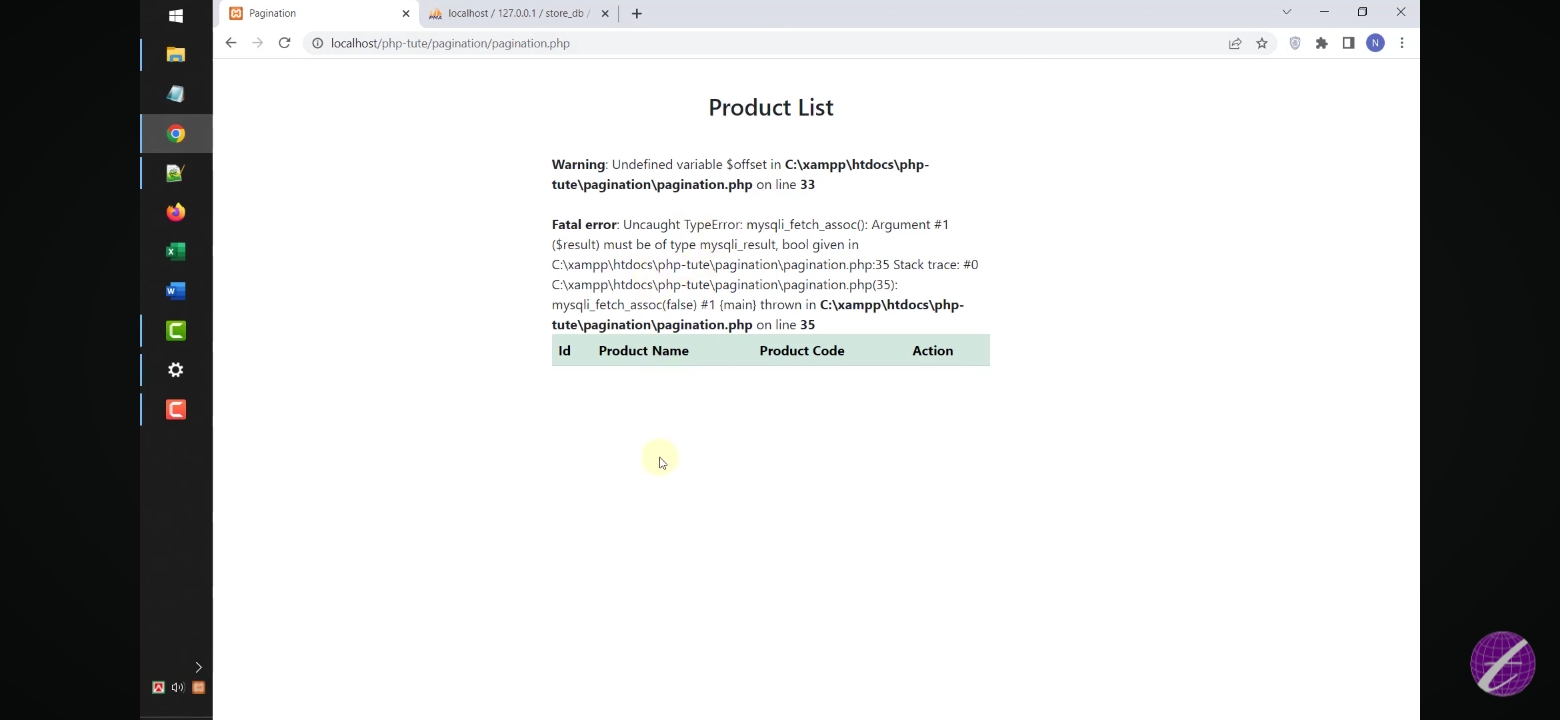 Pagination
localhost / 127.0.0.1 / store_db /
localhost/php-tute/pagination/pagination.php
N
Product List
Warning: Undefined variable $offset in C:\xampp\htdocs\php-
tute\pagination\pagination.php on line 33
Fatal error: Uncaught TypeError: mysqli_fetch_assoc(): Argument #1
($result) must be of type mysqli_result, bool given in
C:\xampp\htdocs\php-tute\pagination\pagination.php:35 Stack trace: #0
C:\xampp\htdocs\php-tute\pagination\pagination.php(35):
mysqli_fetch_assoc(false) #1 {main} thrown in C:\xampp\htdocs\php-
tute\pagination\pagination.php on line 35
Id Product Name Product Code Action